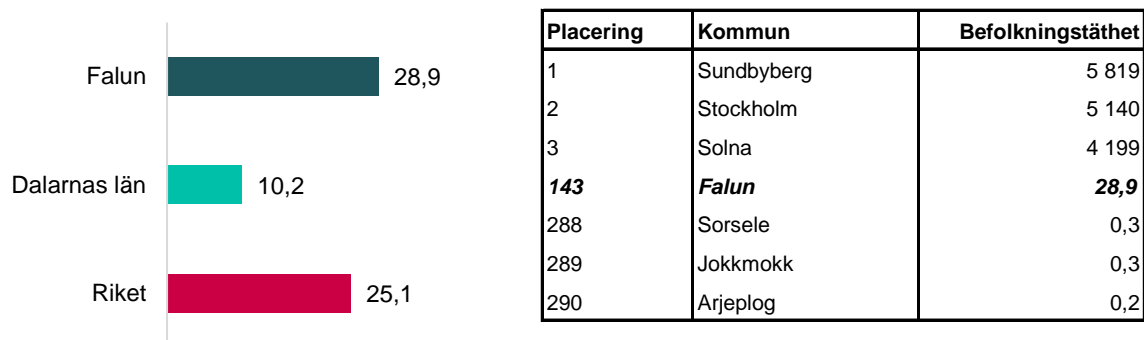 Falun 28,9
Dalarnas län 10,2
Riket 25,1
Placering Kommun Befolkningstäthet
1 Sundbyberg 5 819
2 Stockholm 5 140
3 Solna 4 199
143 Falun 28,9
288 Sorsele 0,3
289 Jokkmokk 0,3
290 Arjeplog 0,2